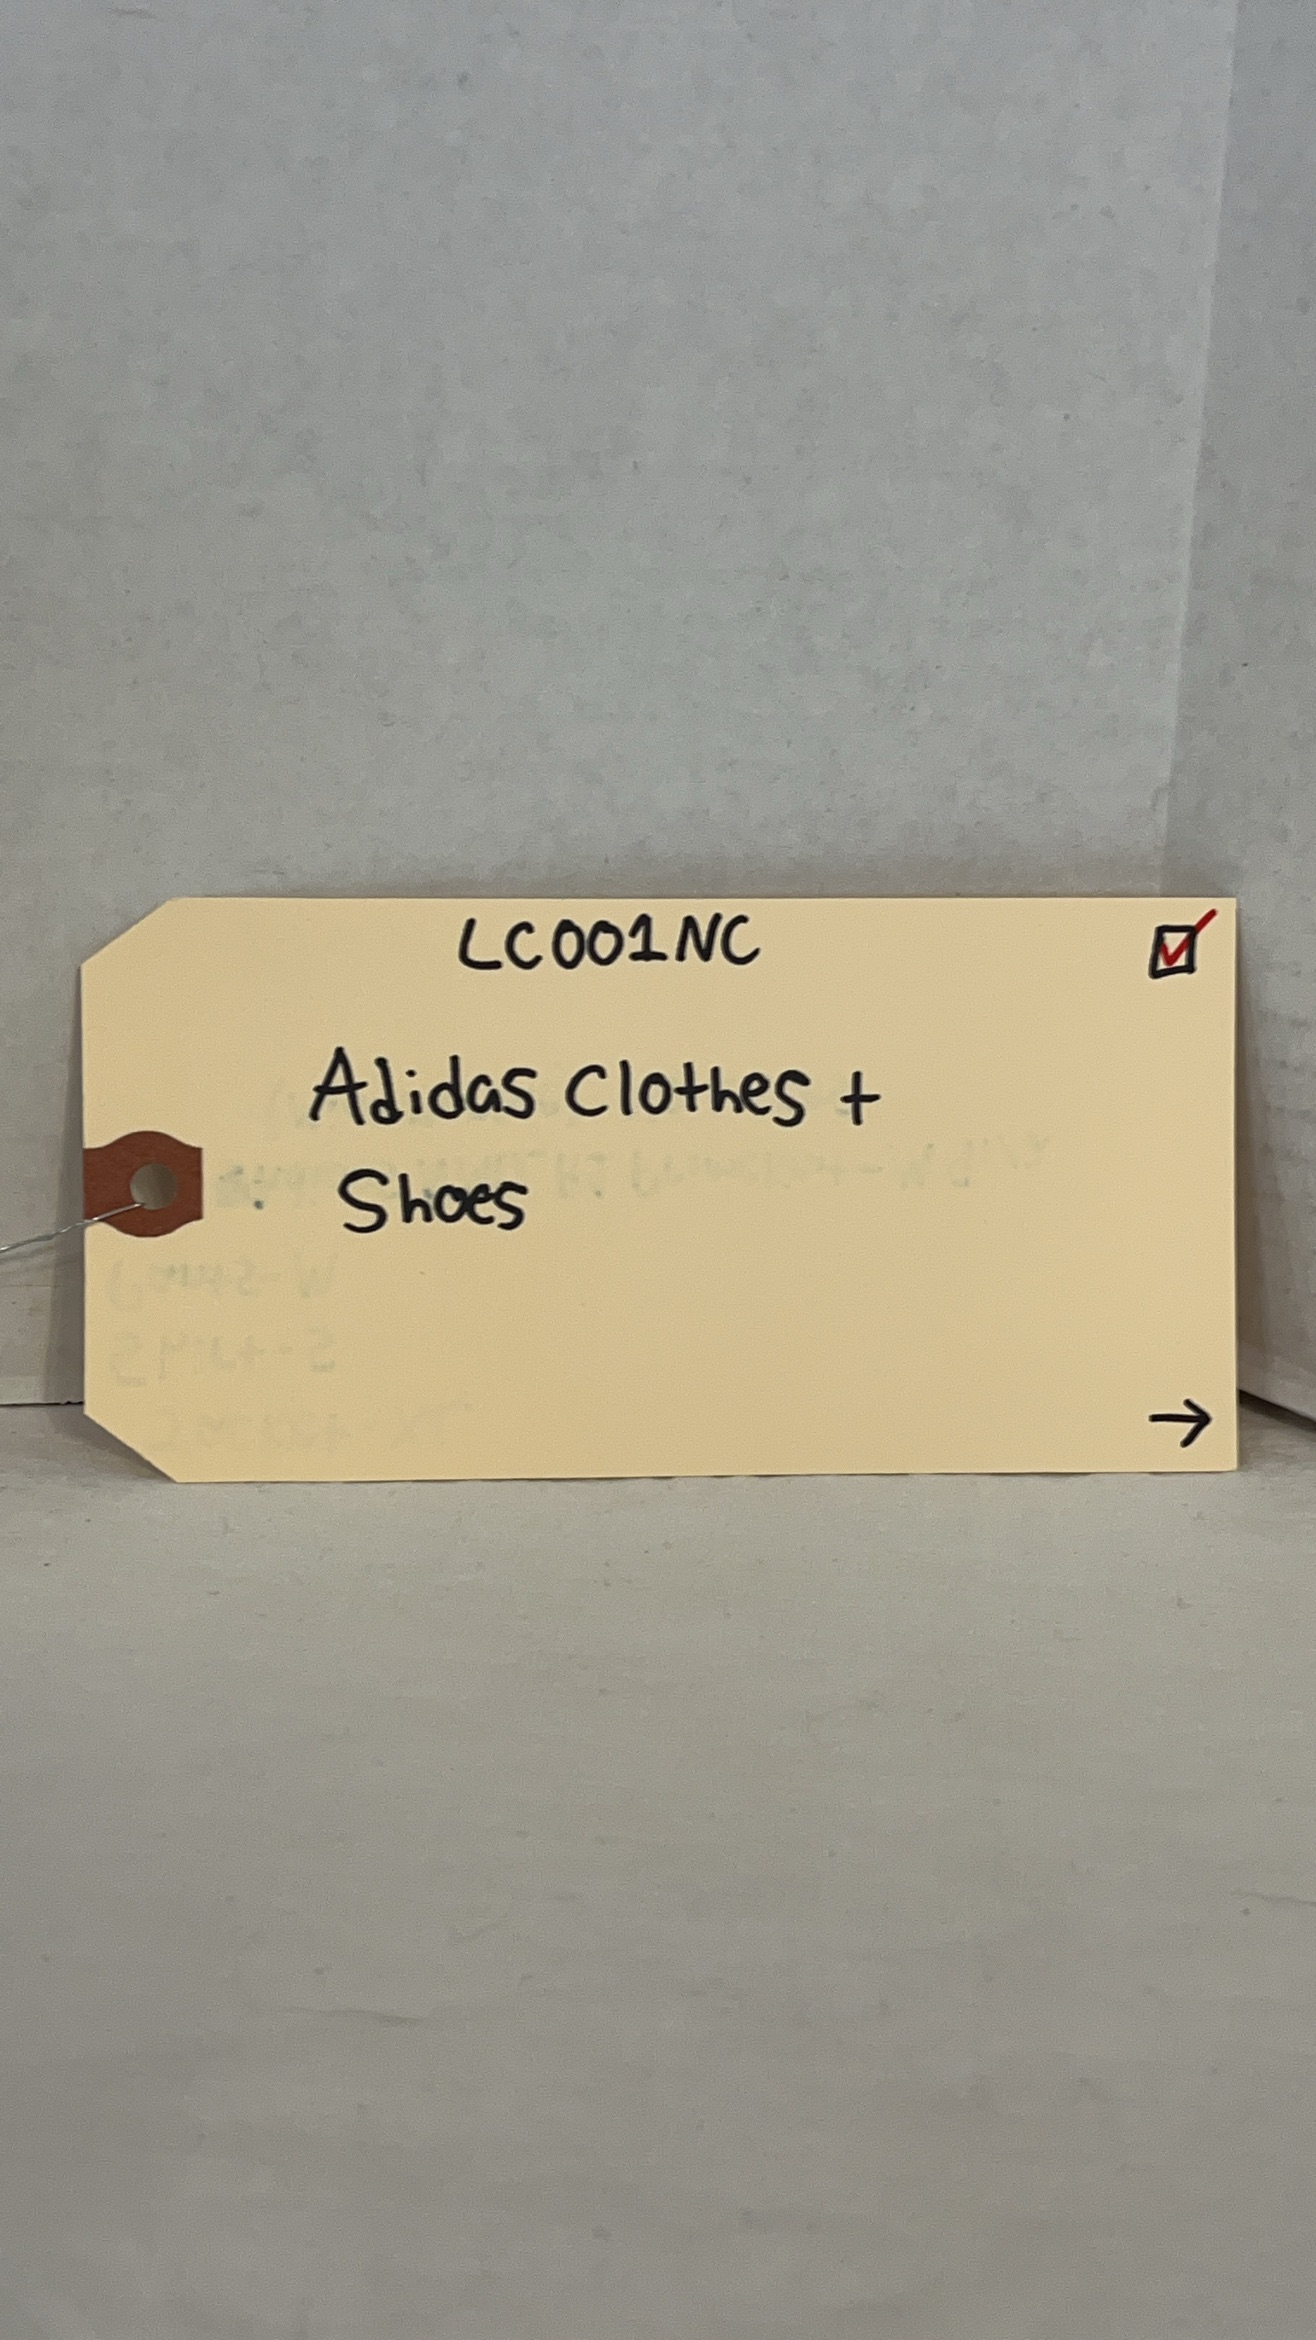 LC001NC
☑
Adidas Clothes +
Shoes
→